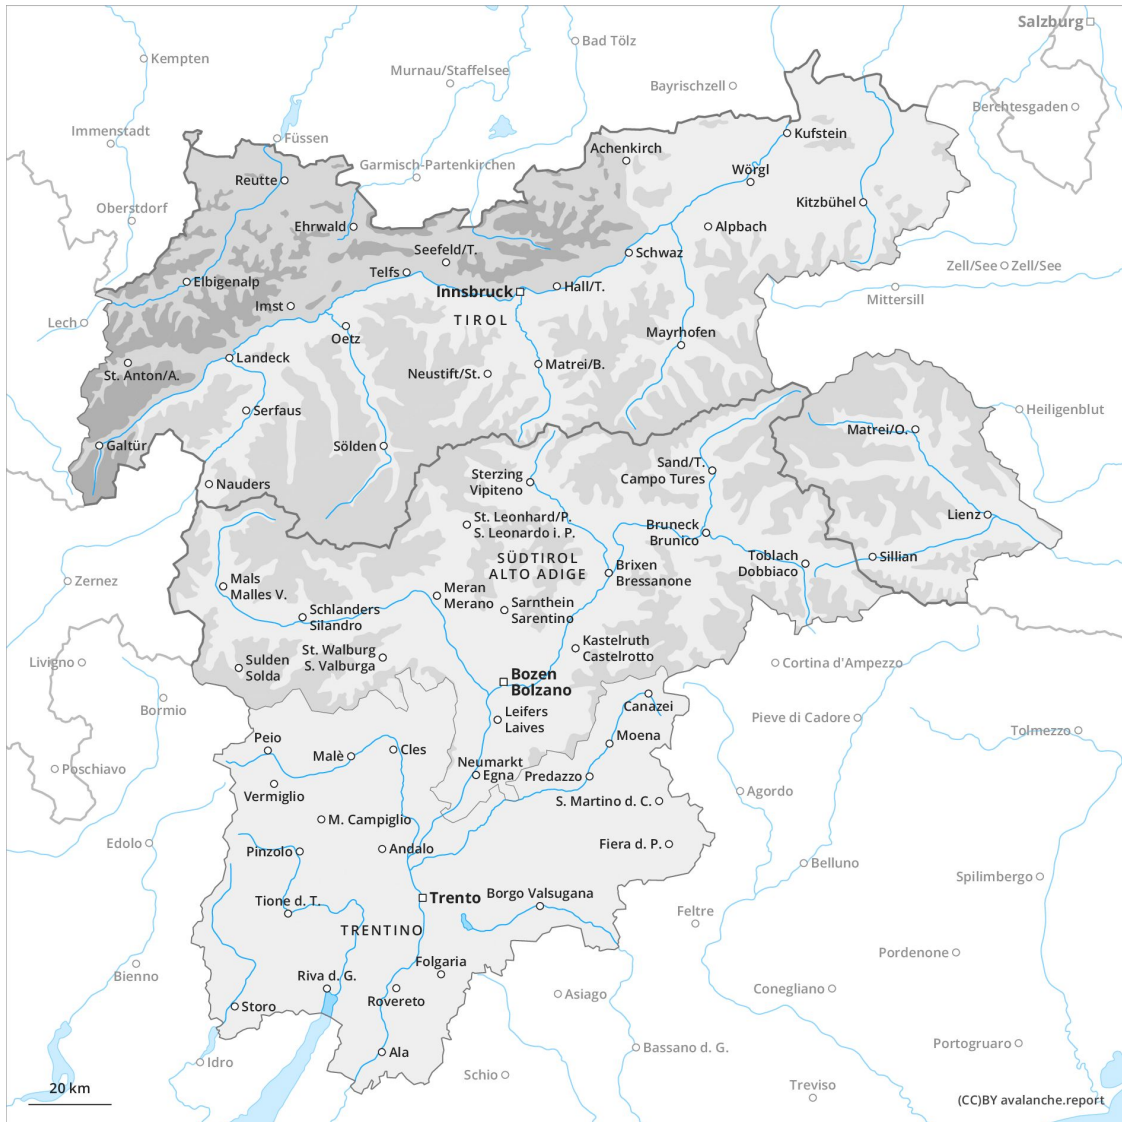 Salzburg
Bad Tölz
Kempten
Murnau/Staffelsee
Bayrischzell
Berchtesgaden
Immenstadt
Füssen
Kufstein
Achenkirch
Garmisch-Partenkirchen
Wörgl
Reutte
Kitzbühel
Oberstdorf
Ehrwald
Alpbach
Seefeld/T.
Schwaz
Telfs
Zell/See
Zell/See
Elbigenalp
Innsbruck
Hall/T.
Mittersill
Imst
Lech
TIROL
Oetz
Mayrhofen
Landeck
Matrei/B.
St. Anton/A.
Neustift/St.
Serfaus
Heiligenblut
Matrei/O.
Galtür
Sölden
Sand/T.
Campo Tures
Sterzing
Vipiteno
Nauders
St. Leonhard/P.
S. Leonardo i. P.
Lienz
Bruneck
Brunico
SÜDTIROL
ALTO ADIGE
Toblach
Dobbiaco
Sillian
Brixen
Bressanone
Zernez
Mals
Malles V.
Meran
Merano
Sarnthein
Sarentino
Schlanders
Silandro
Kastelruth
Castelrotto
St. Walburg
S. Valburga
Livigno
Sulden
Solda
Cortina d'Ampezzo
Bozen
Bolzano
Bormio
Canazei
Leifers
Laives
Pieve di Cadore
Tolmezzo
Peio
Moena
Malè
Cles
Neumarkt
Egna
Poschiavo
Predazzo
Vermiglio
Agordo
S. Martino d. C.
M. Campiglio
Edolo
Fiera d. P.
Pinzolo
Andalo
Belluno
Spilimbergo
Borgo Valsugana
Trento
Tione d. T.
Feltre
TRENTINO
Pordenone
Folgaria
Bienno
Riva d. G.
Conegliano
Asiago
Rovereto
Storo
Portogruaro
Bassano d. G.
Ala
Idro
Schio
Treviso
20 km
(CC)BY avalanche.report